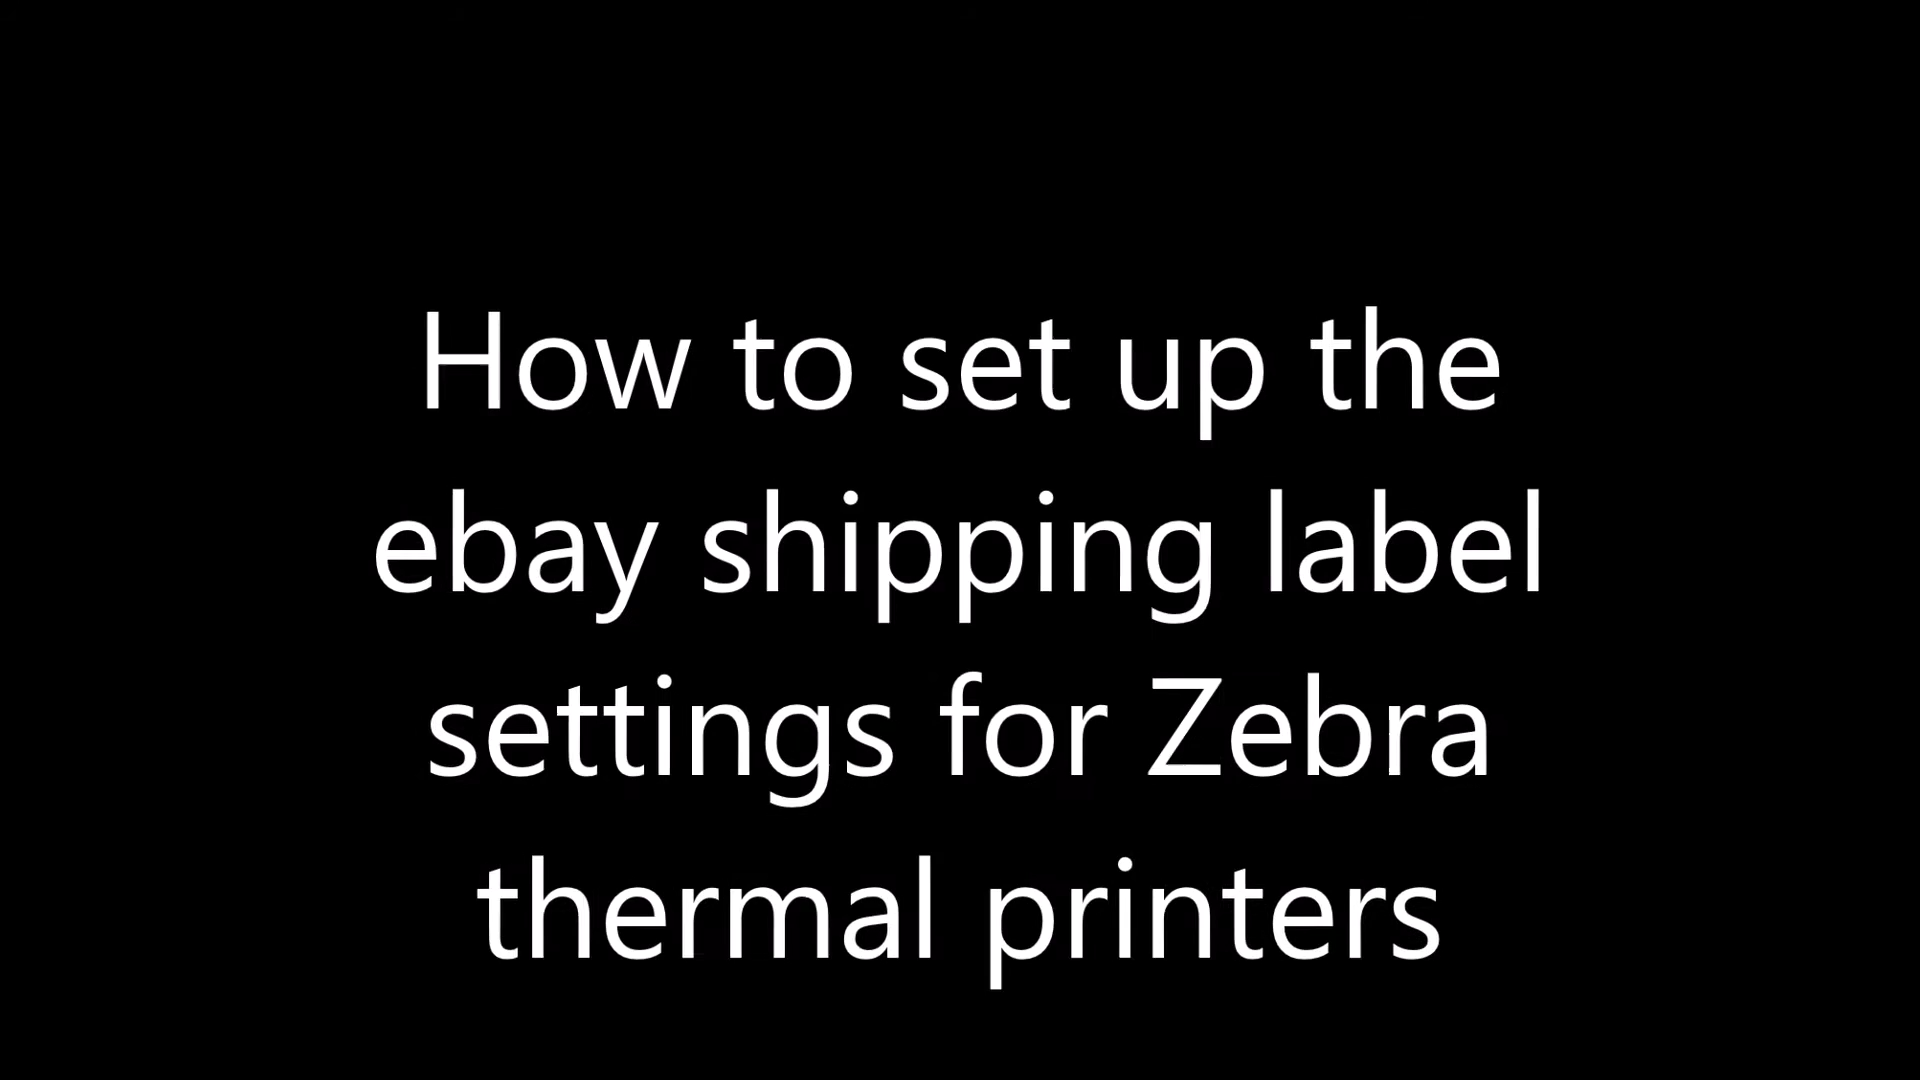 How to set up the
ebay shipping label
settings for Zebra
thermal printers